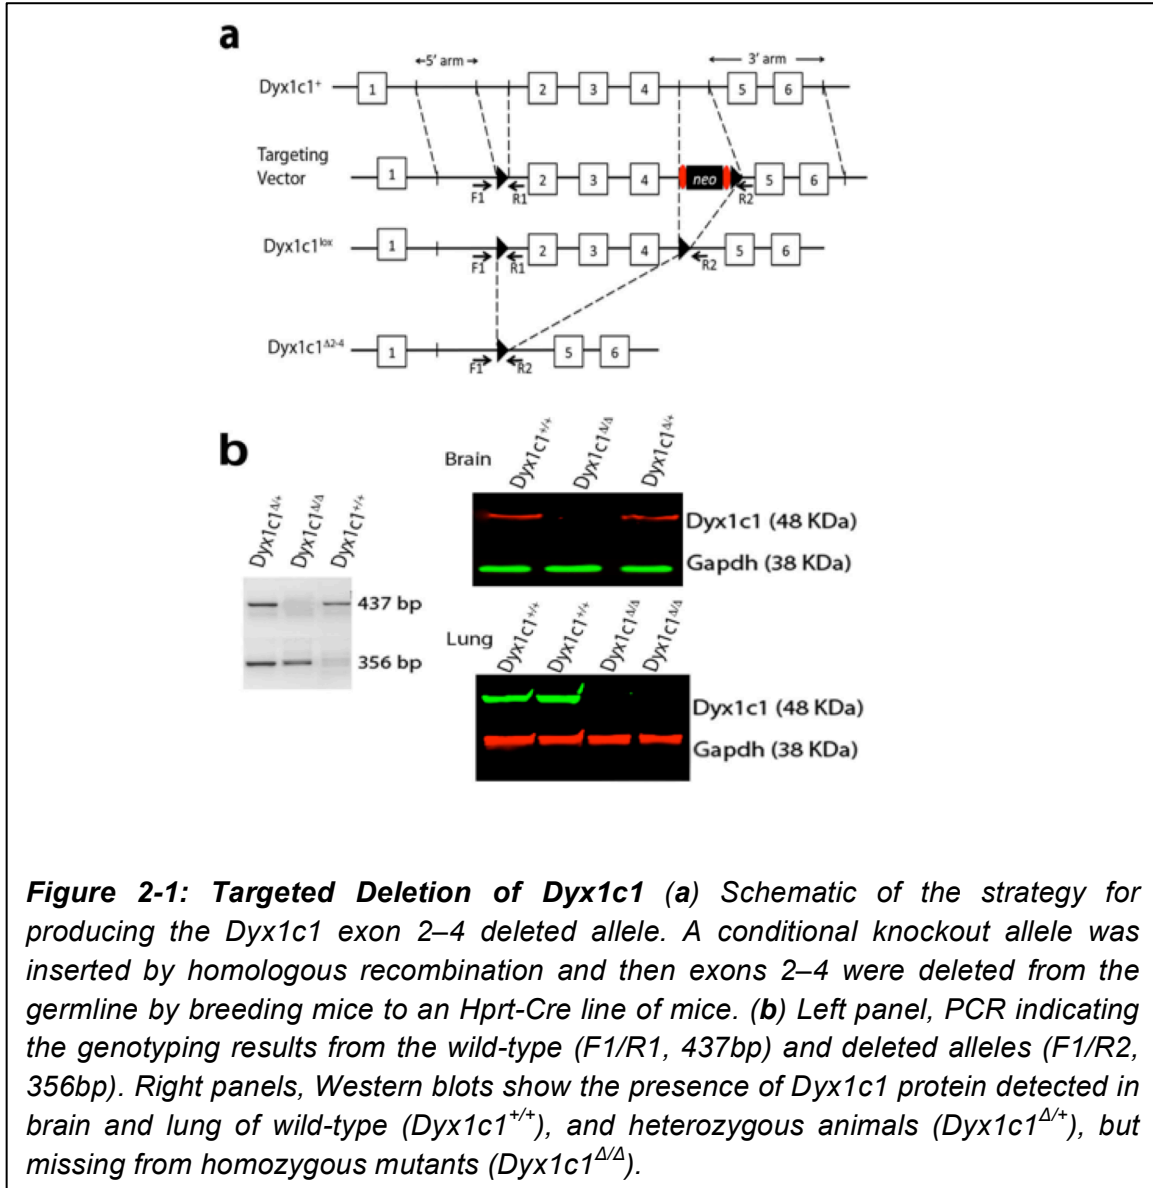 a
5' arm
3' arm
Dyx1c1⁺ 1 2 3 4 5 6
Targeting
Vector 1 2 3 4 neo 5 6
F1 R1 R2
Dyx1c1ˡᵒˣ 1 2 3 4 5 6
F1 R1 R2
Dyx1c1^Δ2-4 1 5 6
F1 R2
b
Dyx1c1^Δ/+ Dyx1c1^Δ/Δ Dyx1c1^+/+
437 bp
356 bp
Brain
Dyx1c1^+/+ Dyx1c1^Δ/Δ Dyx1c1^Δ/+
Dyx1c1 (48 KDa)
Gapdh (38 KDa)
Lung
Dyx1c1^+/+ Dyx1c1^+/+ Dyx1c1^Δ/Δ Dyx1c1^Δ/Δ
Dyx1c1 (48 KDa)
Gapdh (38 KDa)
Figure 2-1: Targeted Deletion of Dyx1c1 (a) Schematic of the strategy for
producing the Dyx1c1 exon 2–4 deleted allele. A conditional knockout allele was
inserted by homologous recombination and then exons 2–4 were deleted from the
germline by breeding mice to an Hprt-Cre line of mice. (b) Left panel, PCR indicating
the genotyping results from the wild-type (F1/R1, 437bp) and deleted alleles (F1/R2,
356bp). Right panels, Western blots show the presence of Dyx1c1 protein detected in
brain and lung of wild-type (Dyx1c1^+/+), and heterozygous animals (Dyx1c1^Δ/+), but
missing from homozygous mutants (Dyx1c1^Δ/Δ).